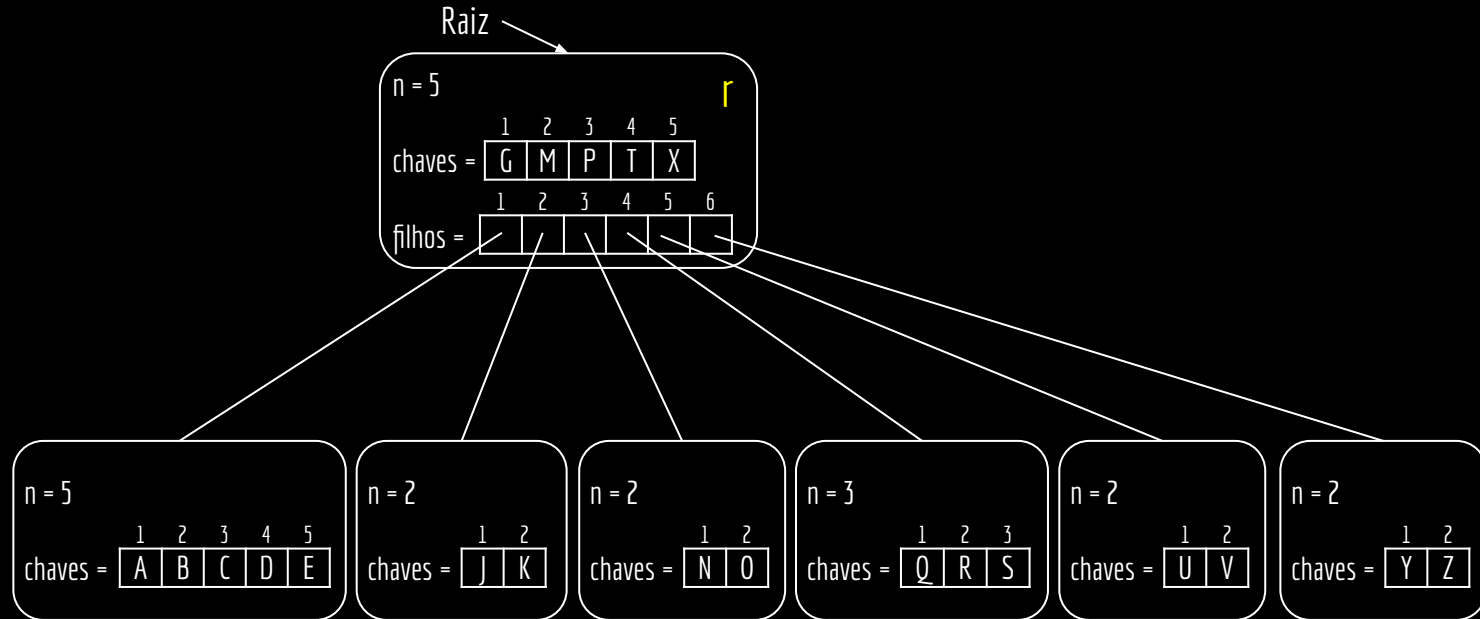 Raiz
n = 5 r
1 2 3 4 5
chaves = G M P T X
1 2 3 4 5 6
filhos =
n = 5
1 2 3 4 5
chaves = A B C D E
n = 2
1 2
chaves = J K
n = 2
1 2
chaves = N O
n = 3
1 2 3
chaves = Q R S
n = 2
1 2
chaves = U V
n = 2
1 2
chaves = Y Z